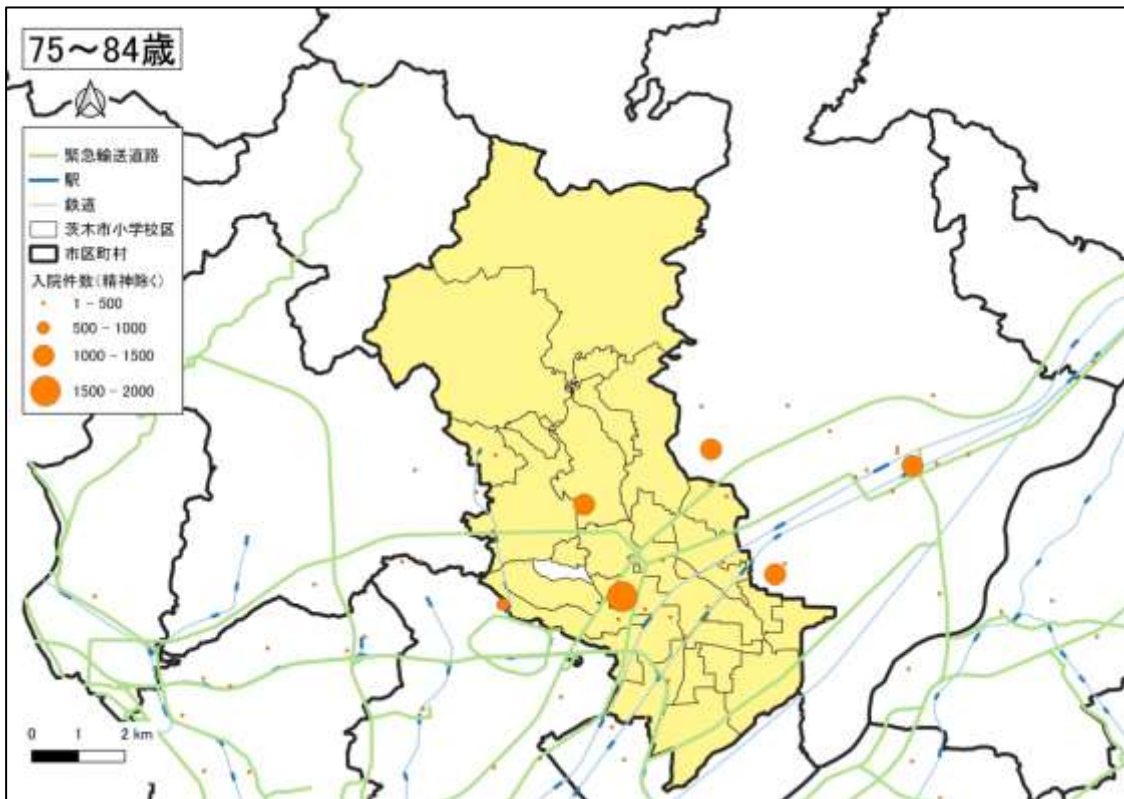 75～84歳
緊急輸送道路
駅
鉄道
茨木市小学校区
市区町村
入院件数(精神除く)
1 - 500
500 - 1000
1000 - 1500
1500 - 2000
0 1 2 km